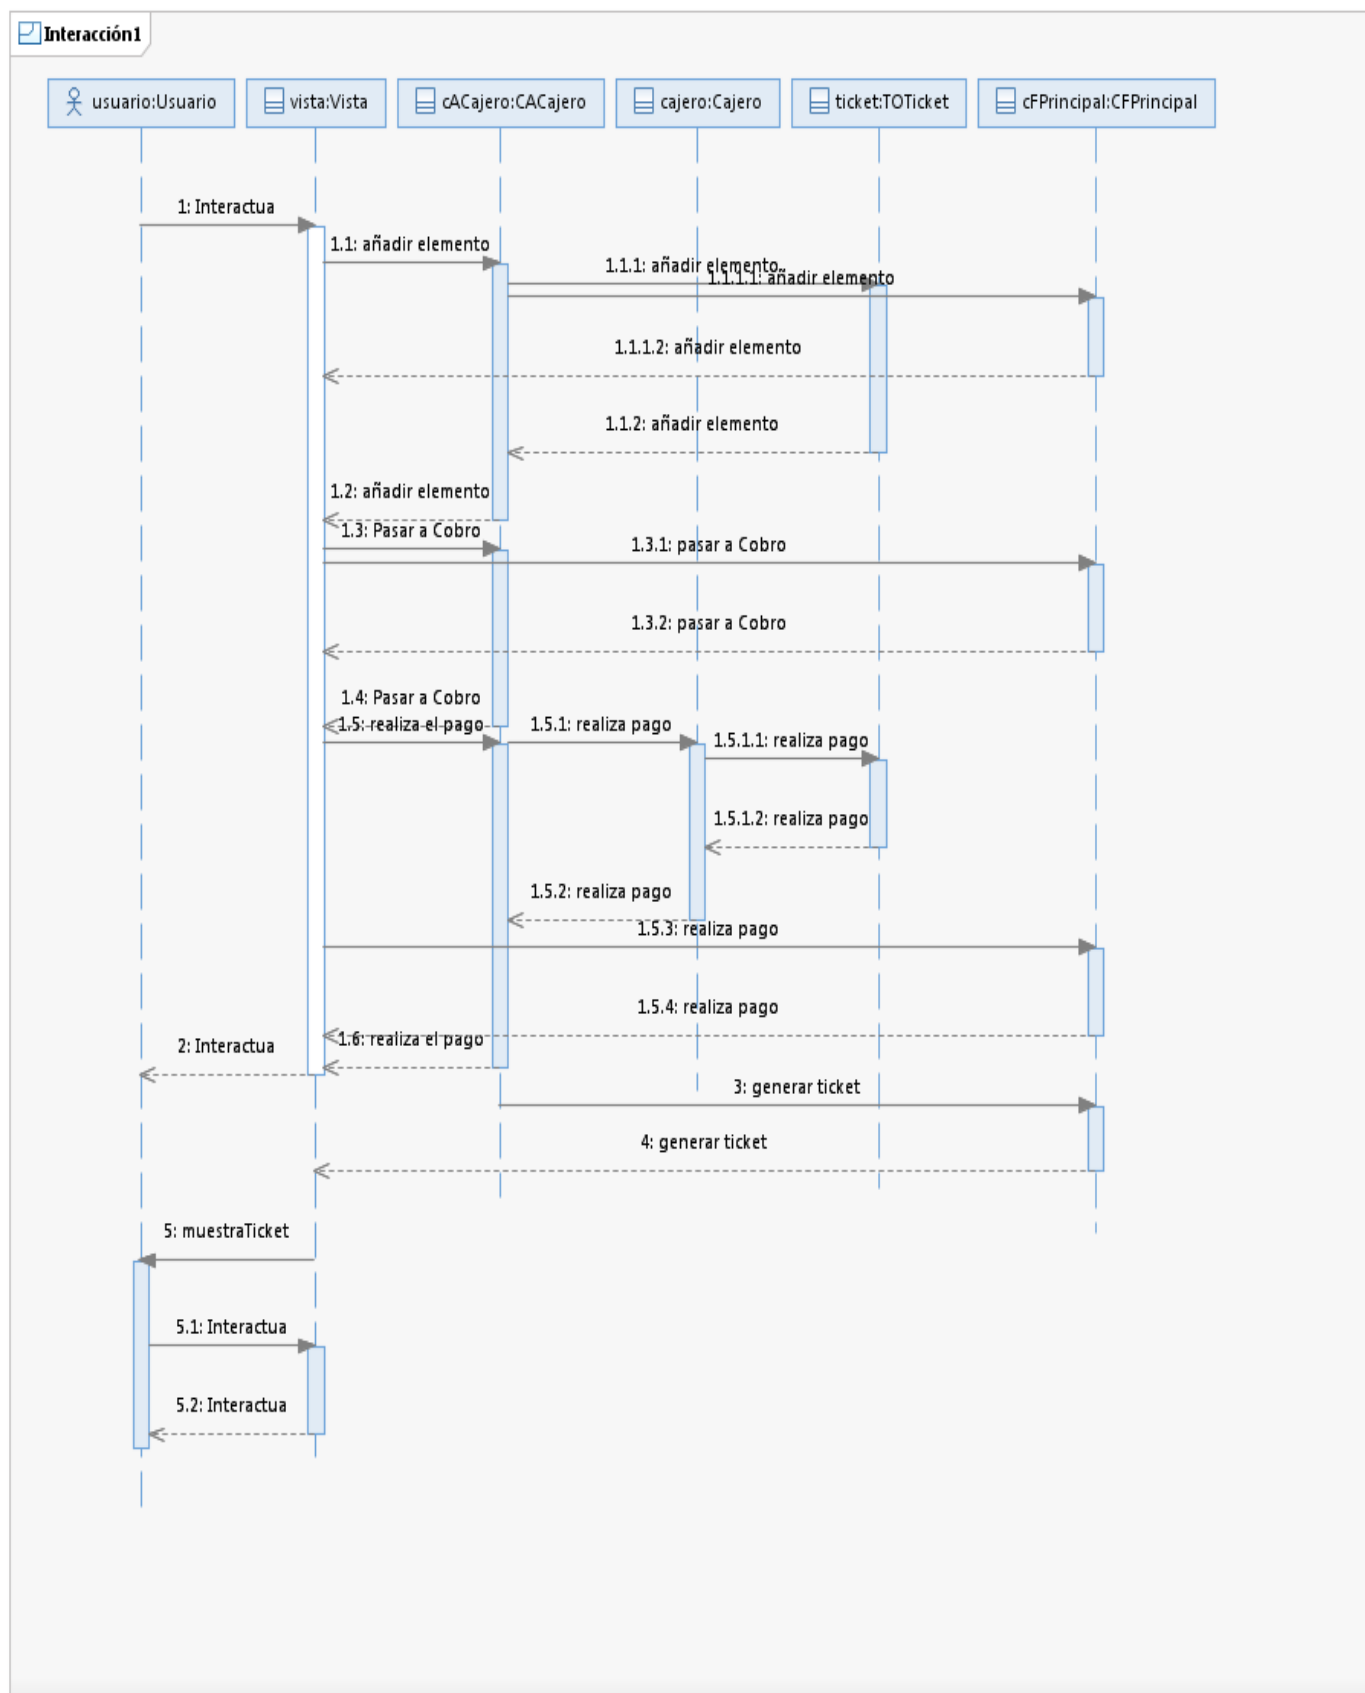 Interacción1
usuario:Usuario
vista:Vista
cACajero:CACajero
cajero:Cajero
ticket:TOTicket
cFPrincipal:CFPrincipal
1: Interactua
1.1: añadir elemento
1.1.1: añadir elemento
1.1.1.1: añadir elemento
1.1.1.2: añadir elemento
1.1.2: añadir elemento
1.2: añadir elemento
1.3: Pasar a Cobro
1.3.1: pasar a Cobro
1.3.2: pasar a Cobro
1.4: Pasar a Cobro
1.5: realiza el pago
1.5.1: realiza pago
1.5.1.1: realiza pago
1.5.1.2: realiza pago
1.5.2: realiza pago
1.5.3: realiza pago
1.5.4: realiza pago
1.6: realiza el pago
2: Interactua
3: generar ticket
4: generar ticket
5: muestraTicket
5.1: Interactua
5.2: Interactua